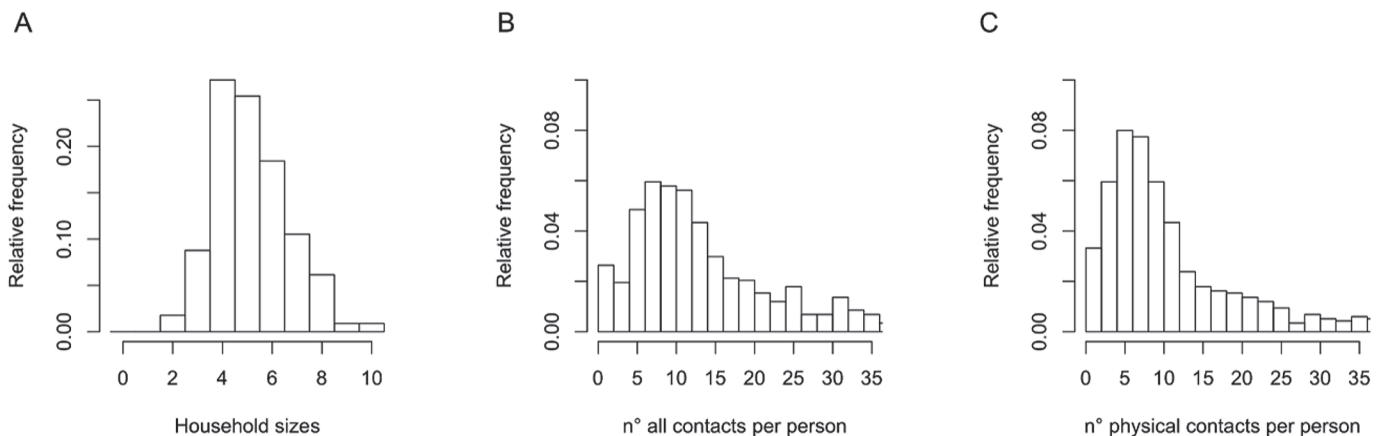 A
Relative frequency
0.00 0.10 0.20
0 2 4 6 8 10
Household sizes
B
Relative frequency
0.00 0.04 0.08
0 5 10 15 20 25 30 35
n° all contacts per person
C
Relative frequency
0.00 0.04 0.08
0 5 10 15 20 25 30 35
n° physical contacts per person